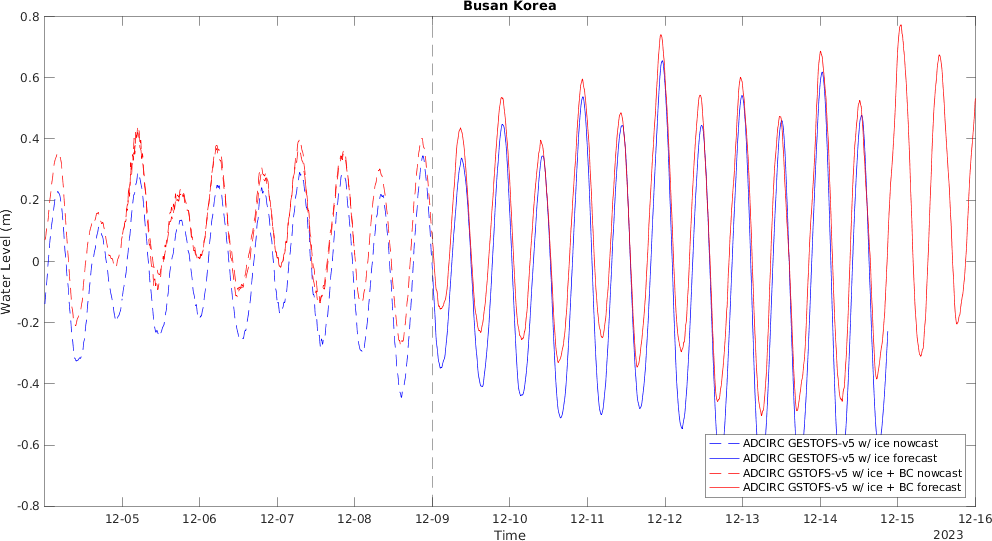 Busan Korea
Water Level (m)
0.8
0.6
0.4
0.2
0
-0.2
-0.4
-0.6
-0.8
ADCIRC GESTOFS-v5 w/ ice nowcast
ADCIRC GESTOFS-v5 w/ ice forecast
ADCIRC GSTOFS-v5 w/ ice + BC nowcast
ADCIRC GSTOFS-v5 w/ ice + BC forecast
12-05 12-06 12-07 12-08 12-09 12-10 12-11 12-12 12-13 12-14 12-15 12-16
Time
2023